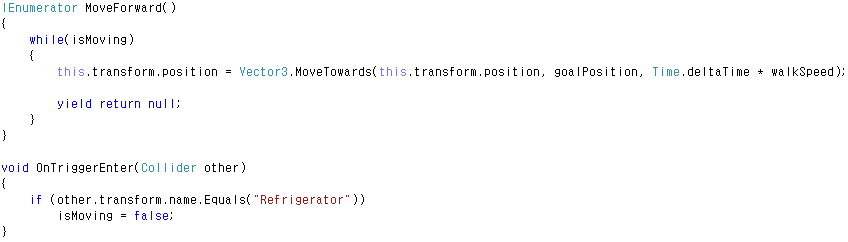 IEnumerator MoveForward()
{
    while(isMoving)
    {
        this.transform.position = Vector3.MoveTowards(this.transform.position, goalPosition, Time.deltaTime * walkSpeed);

        yield return null;
    }
}

void OnTriggerEnter(Collider other)
{
    if (other.transform.name.Equals("Refrigerator"))
        isMoving = false;
}